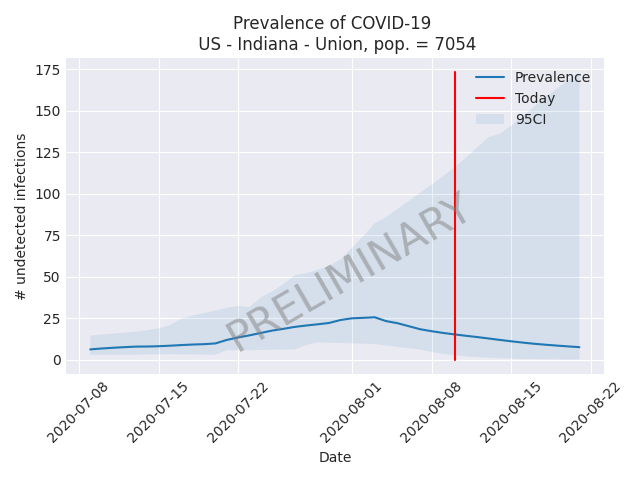 Prevalence of COVID-19
US - Indiana - Union, pop. = 7054
175
150
125
100
75
50
25
0
# undetected infections
Prevalence
Today
95CI
PRELIMINARY
2020-07-08
2020-07-15
2020-07-22
2020-08-01
2020-08-08
2020-08-15
2020-08-22
Date